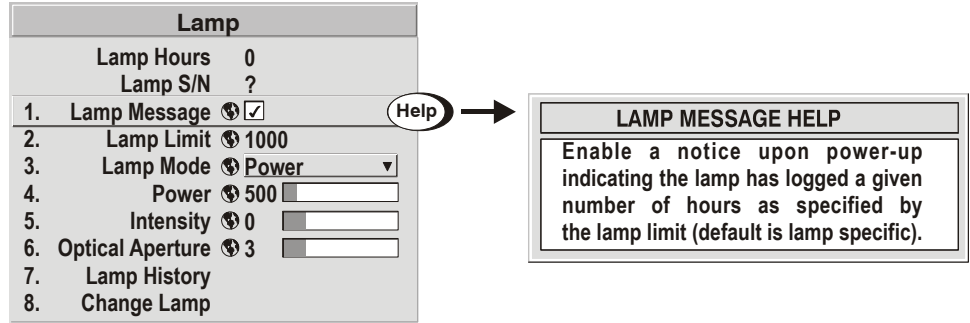 Lamp
Lamp Hours 0
Lamp S/N ?
1. Lamp Message
2. Lamp Limit 1000
3. Lamp Mode Power
4. Power 500
5. Intensity 0
6. Optical Aperture 3
7. Lamp History
8. Change Lamp
Help
LAMP MESSAGE HELP
Enable a notice upon power-up
indicating the lamp has logged a given
number of hours as specified by
the lamp limit (default is lamp specific).